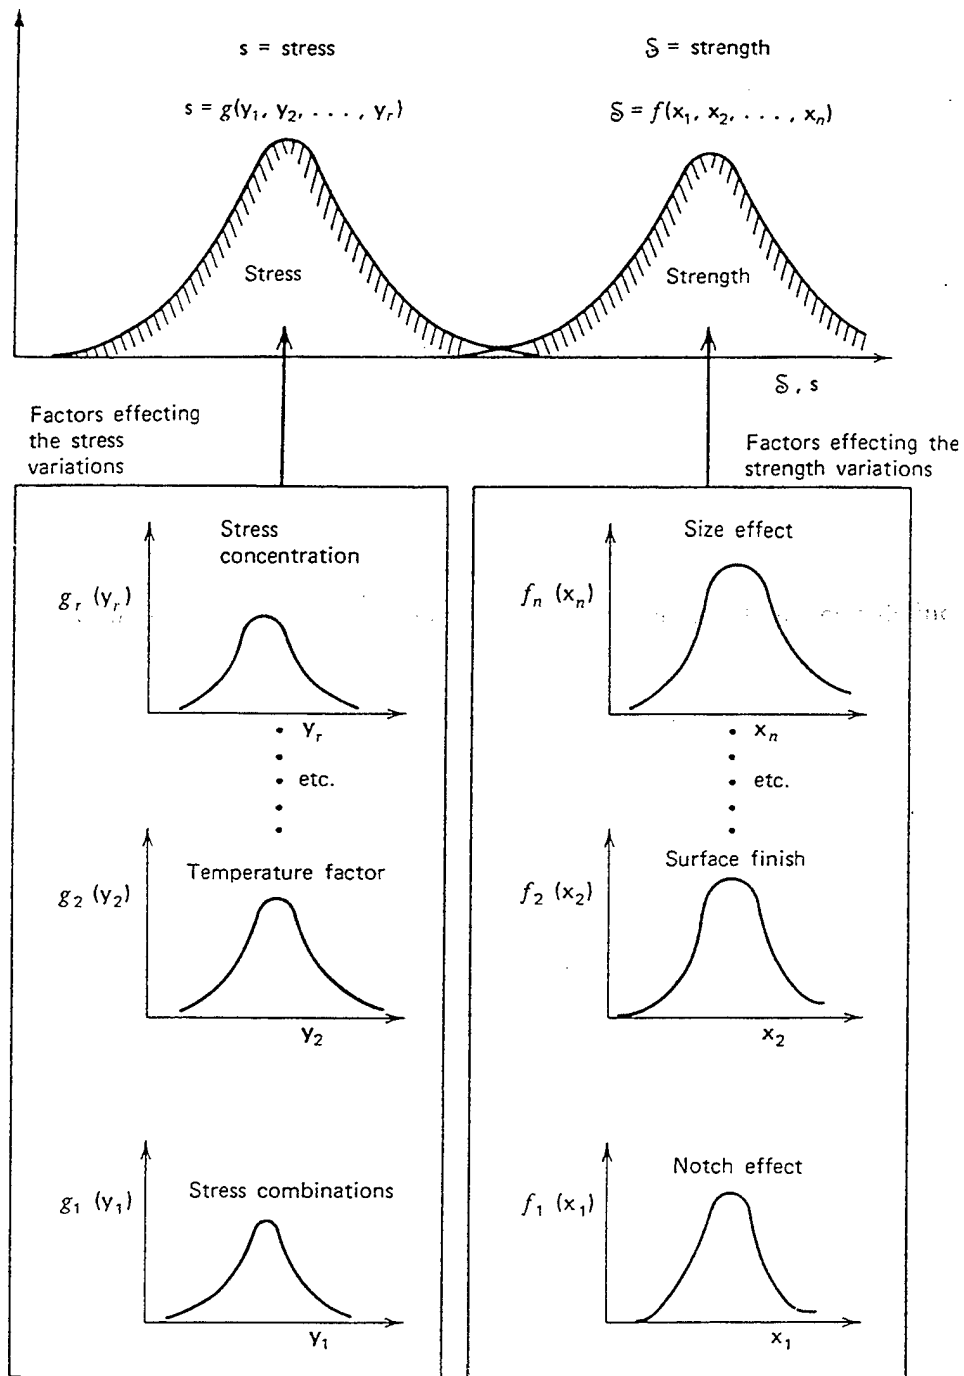 s = stress
𝕊 = strength
s = g(y₁, y₂, . . . , yᵣ)
𝕊 = f(x₁, x₂, . . . , xₙ)
Stress
Strength
𝕊, s
Factors effecting
the stress
variations
Factors effecting the
strength variations
Stress
concentration
gᵣ (yᵣ)
yᵣ
etc.
Temperature factor
g₂ (y₂)
y₂
Stress combinations
g₁ (y₁)
y₁
Size effect
fₙ (xₙ)
xₙ
etc.
Surface finish
f₂ (x₂)
x₂
Notch effect
f₁ (x₁)
x₁